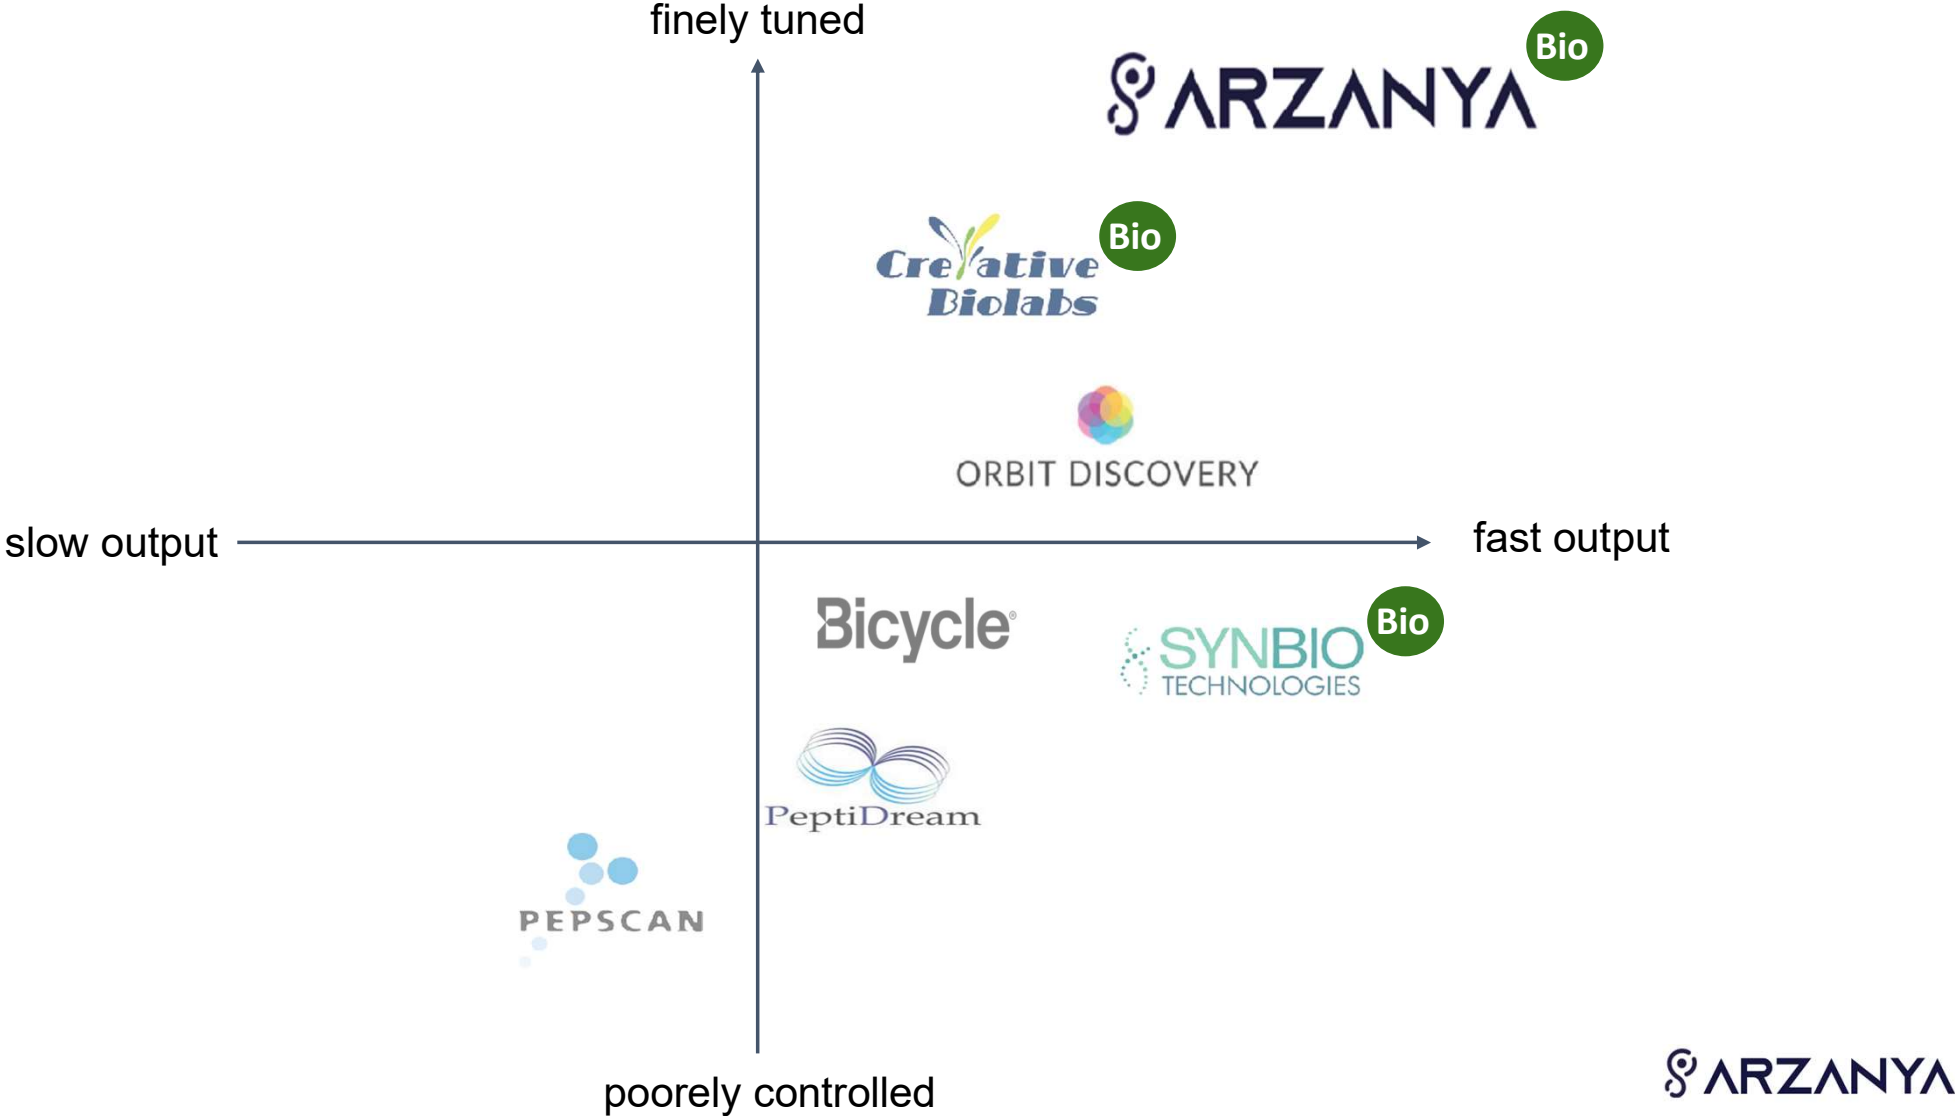 finely tuned
Bio
ARZANYA
Bio
Creative
Biolabs
ORBIT DISCOVERY
slow output
fast output
Bicycle®
Bio
SYNBIO
TECHNOLOGIES
PeptiDream
PEPSCAN
poorely controlled
ARZANYA